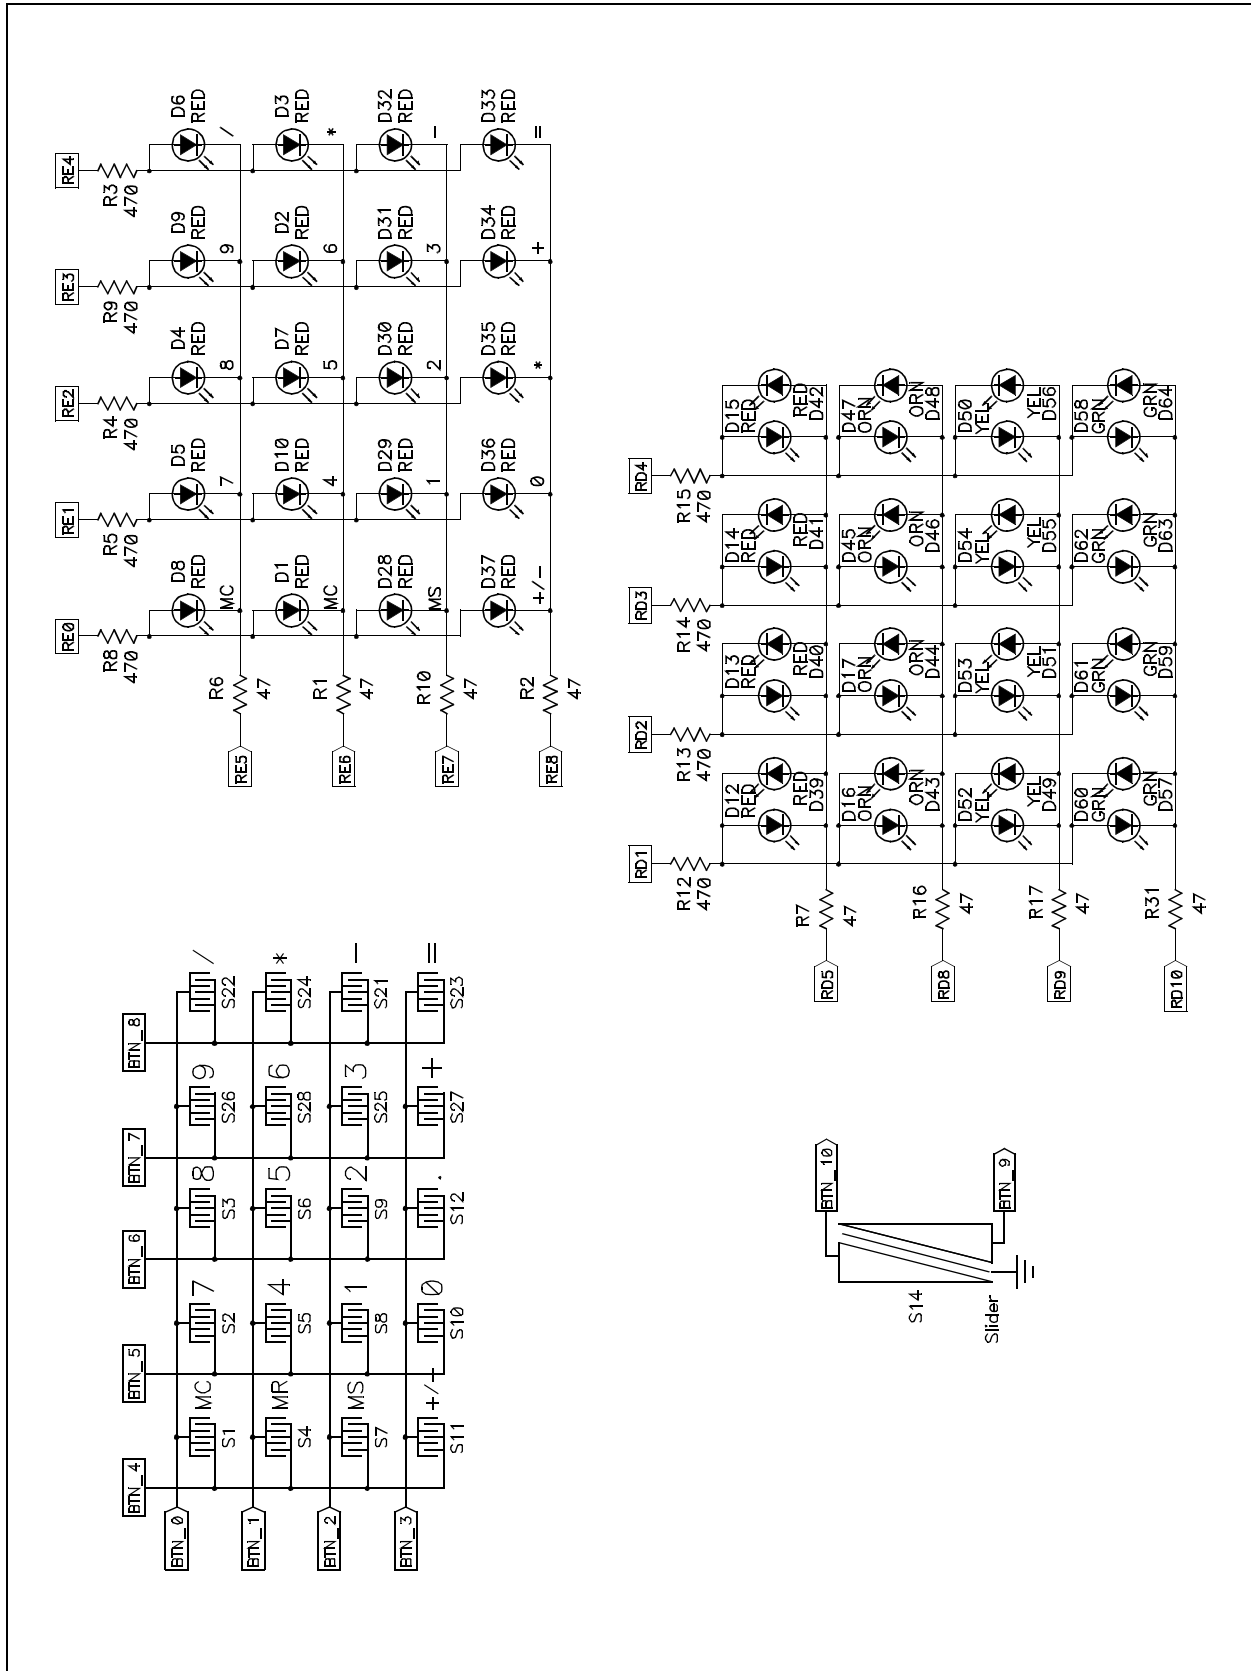 RE4
R3
470
D6
RED
/
D3
RED
*
D32
RED
-
D33
RED
=
RE3
R9
470
D9
RED
9
D2
RED
6
D31
RED
3
D34
RED
+
RE2
R4
470
D4
RED
8
D7
RED
5
D30
RED
2
D35
RED
*
RE1
R5
470
D5
RED
7
D10
RED
4
D29
RED
1
D36
RED
0
RE0
R8
470
D8
RED
MC
D1
RED
MC
D28
RED
MS
D37
RED
+/-
R6
47
R1
47
R10
47
R2
47
RE5
RE6
RE7
RE8
RD4
R15
470
D15
RED
RED
D42
D47
ORN
ORN
D48
D50
YEL
YEL
D56
D58
GRN
GRN
D64
RD3
R14
470
D14
RED
RED
D41
D45
ORN
ORN
D46
D54
YEL
YEL
D55
D62
GRN
GRN
D63
RD2
R13
470
D13
RED
RED
D40
D17
ORN
ORN
D44
D53
YEL
YEL
D51
D61
GRN
GRN
D59
RD1
R12
470
D12
RED
RED
D39
D16
ORN
ORN
D43
D52
YEL
YEL
D49
D60
GRN
GRN
D57
R7
47
R16
47
R17
47
R31
47
RD5
RD8
RD9
RD10
BTN_8
/
S22
*
S24
-
S21
=
S23
BTN_7
9
S26
6
S28
3
S25
+
S27
BTN_6
8
S3
5
S6
2
S9
.
S12
BTN_5
7
S2
4
S5
1
S8
0
S10
BTN_4
MC
S1
MR
S4
MS
S7
+/+
S11
BTN_0
BTN_1
BTN_2
BTN_3
BTN_10
BTN_9
S14
Slider